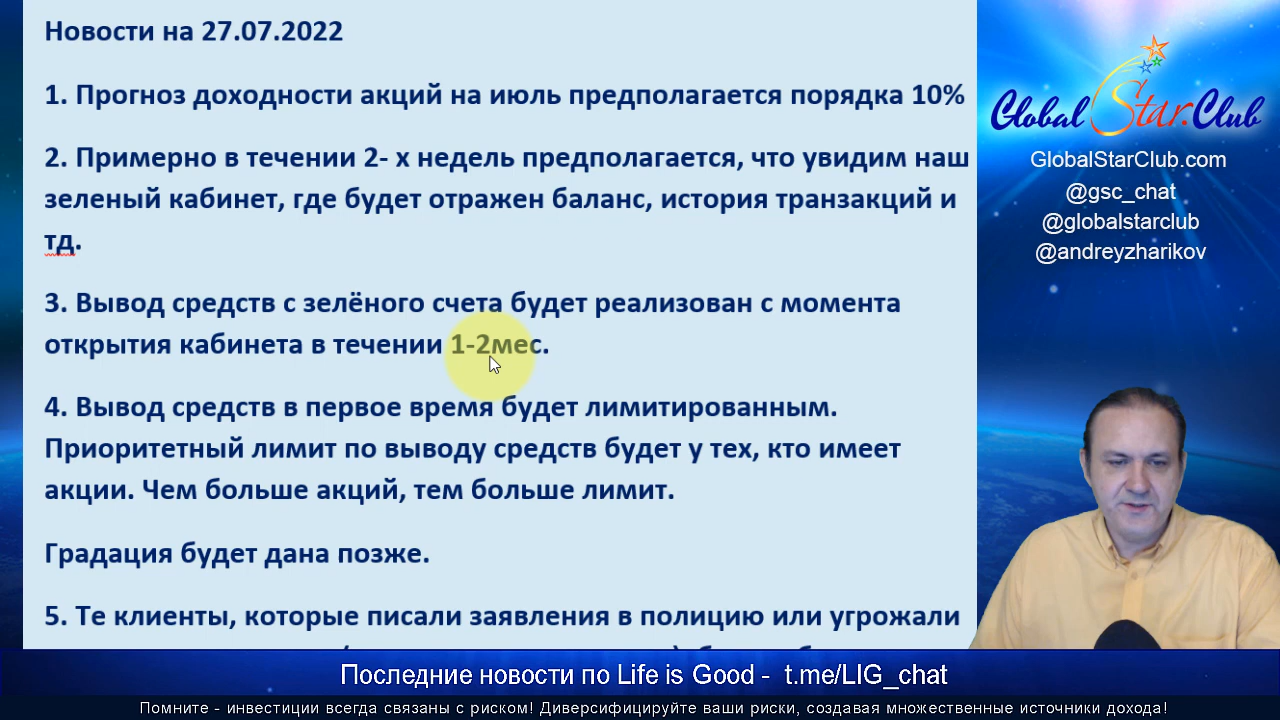 Новости на 27.07.2022
1. Прогноз доходности акций на июль предполагается порядка 10%
2. Примерно в течении 2- х недель предполагается, что увидим наш
зеленый кабинет, где будет отражен баланс, история транзакций и
тд.
3. Вывод средств с зелёного счета будет реализован с момента
открытия кабинета в течении 1-2мес.
4. Вывод средств в первое время будет лимитированным.
Приоритетный лимит по выводу средств будет у тех, кто имеет
акции. Чем больше акций, тем больше лимит.
Градация будет дана позже.
5. Те клиенты, которые писали заявления в полицию или угрожали
Global Star.Club
GlobalStarClub.com
@gsc_chat
@globalstarclub
@andreyzharikov
Последние новости по Life is Good - t.me/LIG_chat
Помните - инвестиции всегда связаны с риском! Диверсифицируйте ваши риски, создавая множественные источники дохода!